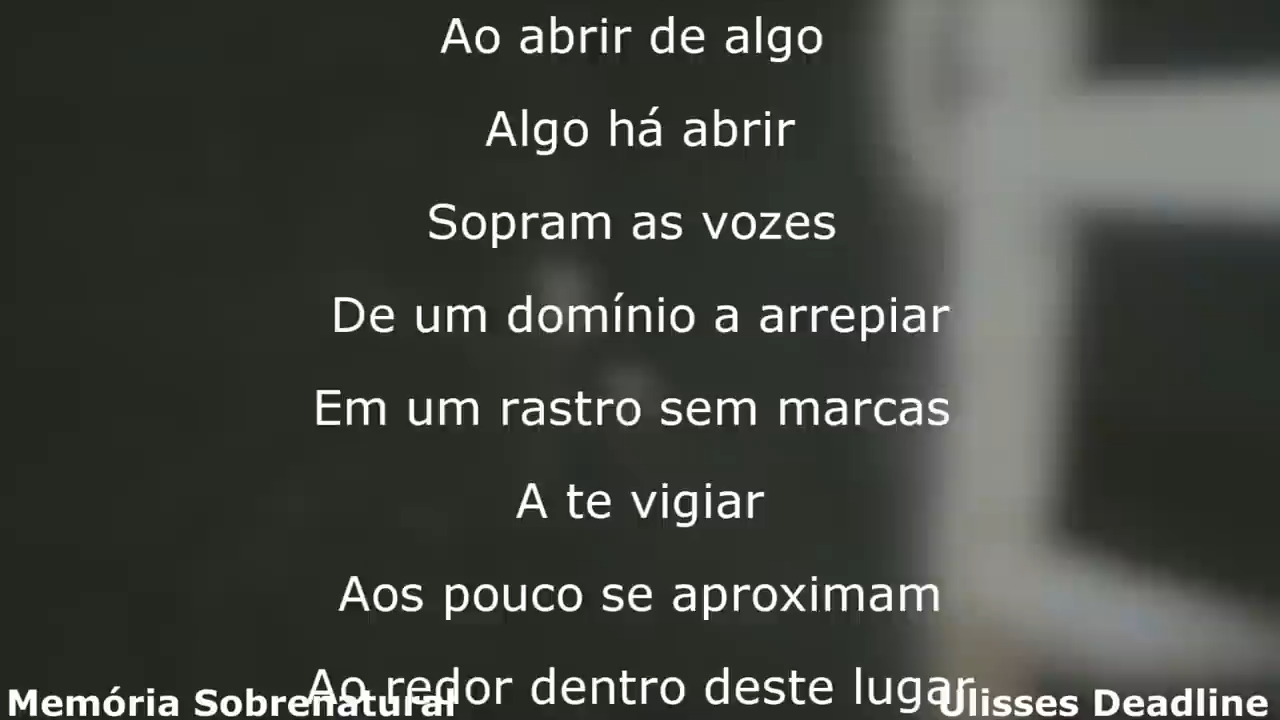 Ao abrir de algo
Algo há abrir
Sopram as vozes
De um domínio a arrepiar
Em um rastro sem marcas
A te vigiar
Aos pouco se aproximam
Ao redor dentro deste lugar
Memória Sobrenatural
Ulisses Deadline